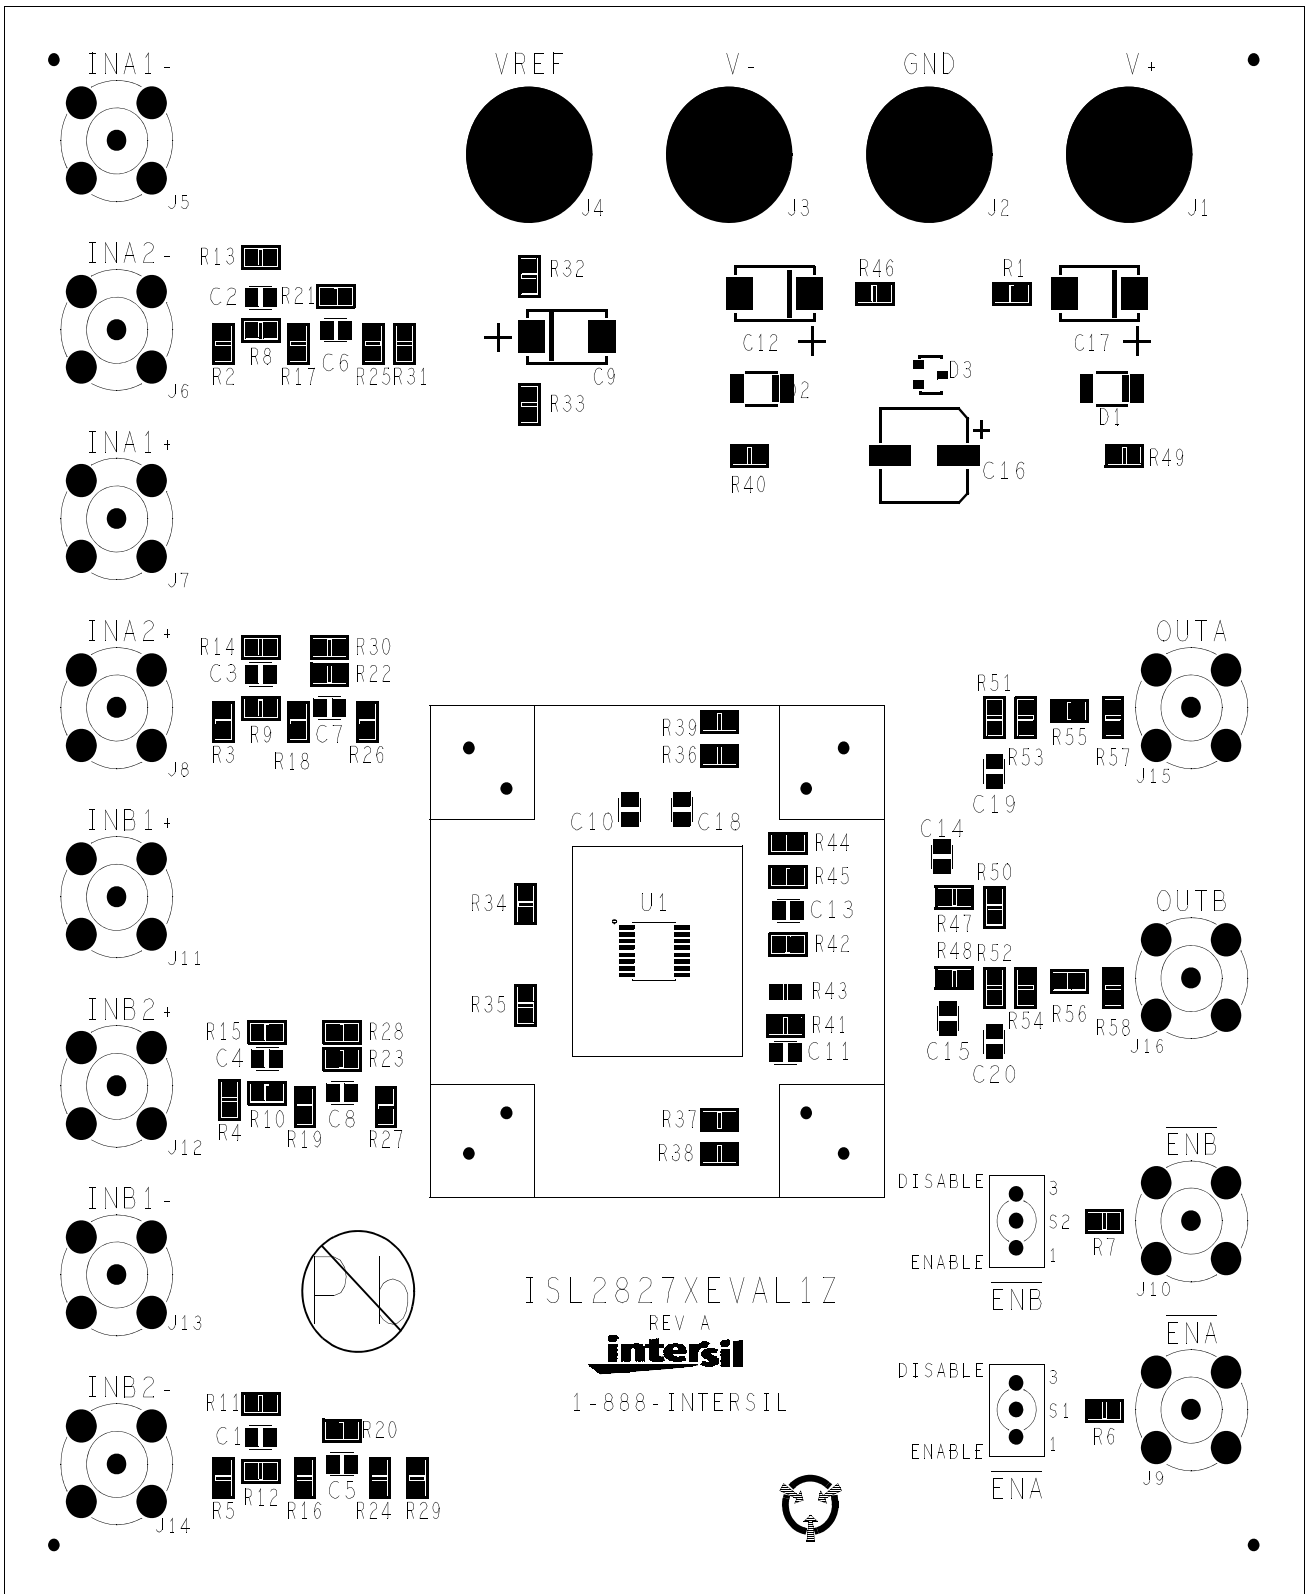 INA1-
VREF
V-
GND
V+
J5
J4
J3
J2
J1
INA2-
R13
R32
R46
R1
C2
R21
R8
C6
C12
C17
R2
R17
R25
R31
C9
D3
J6
R33
D2
D1
INA1+
R40
C16
R49
J7
INA2+
OUTA
R14
R30
C3
R22
R51
R39
R9
C7
R55
R3
R18
R26
R36
R53
R57
J8
J15
C19
INB1+
C10
C18
C14
R44
R45
R50
R34
U1
C13
OUTB
R47
R42
J11
R48
R52
R43
INB2+
R35
R15
R28
R41
R54
R56
R58
C4
R23
C11
C15
J16
C20
R10
C8
R4
R19
R27
R37
J12
R38
ENB
INB1-
DISABLE
3
S2
R7
ENABLE
1
J10
Pb
ISL2827XEVAL1Z
ENB
J13
REV A
ENA
intersil
DISABLE
3
INB2-
1-888-INTERSIL
R11
S1
C1
R20
R6
ENABLE
1
R12
C5
J9
R5
R16
R24
R29
ENA
J14